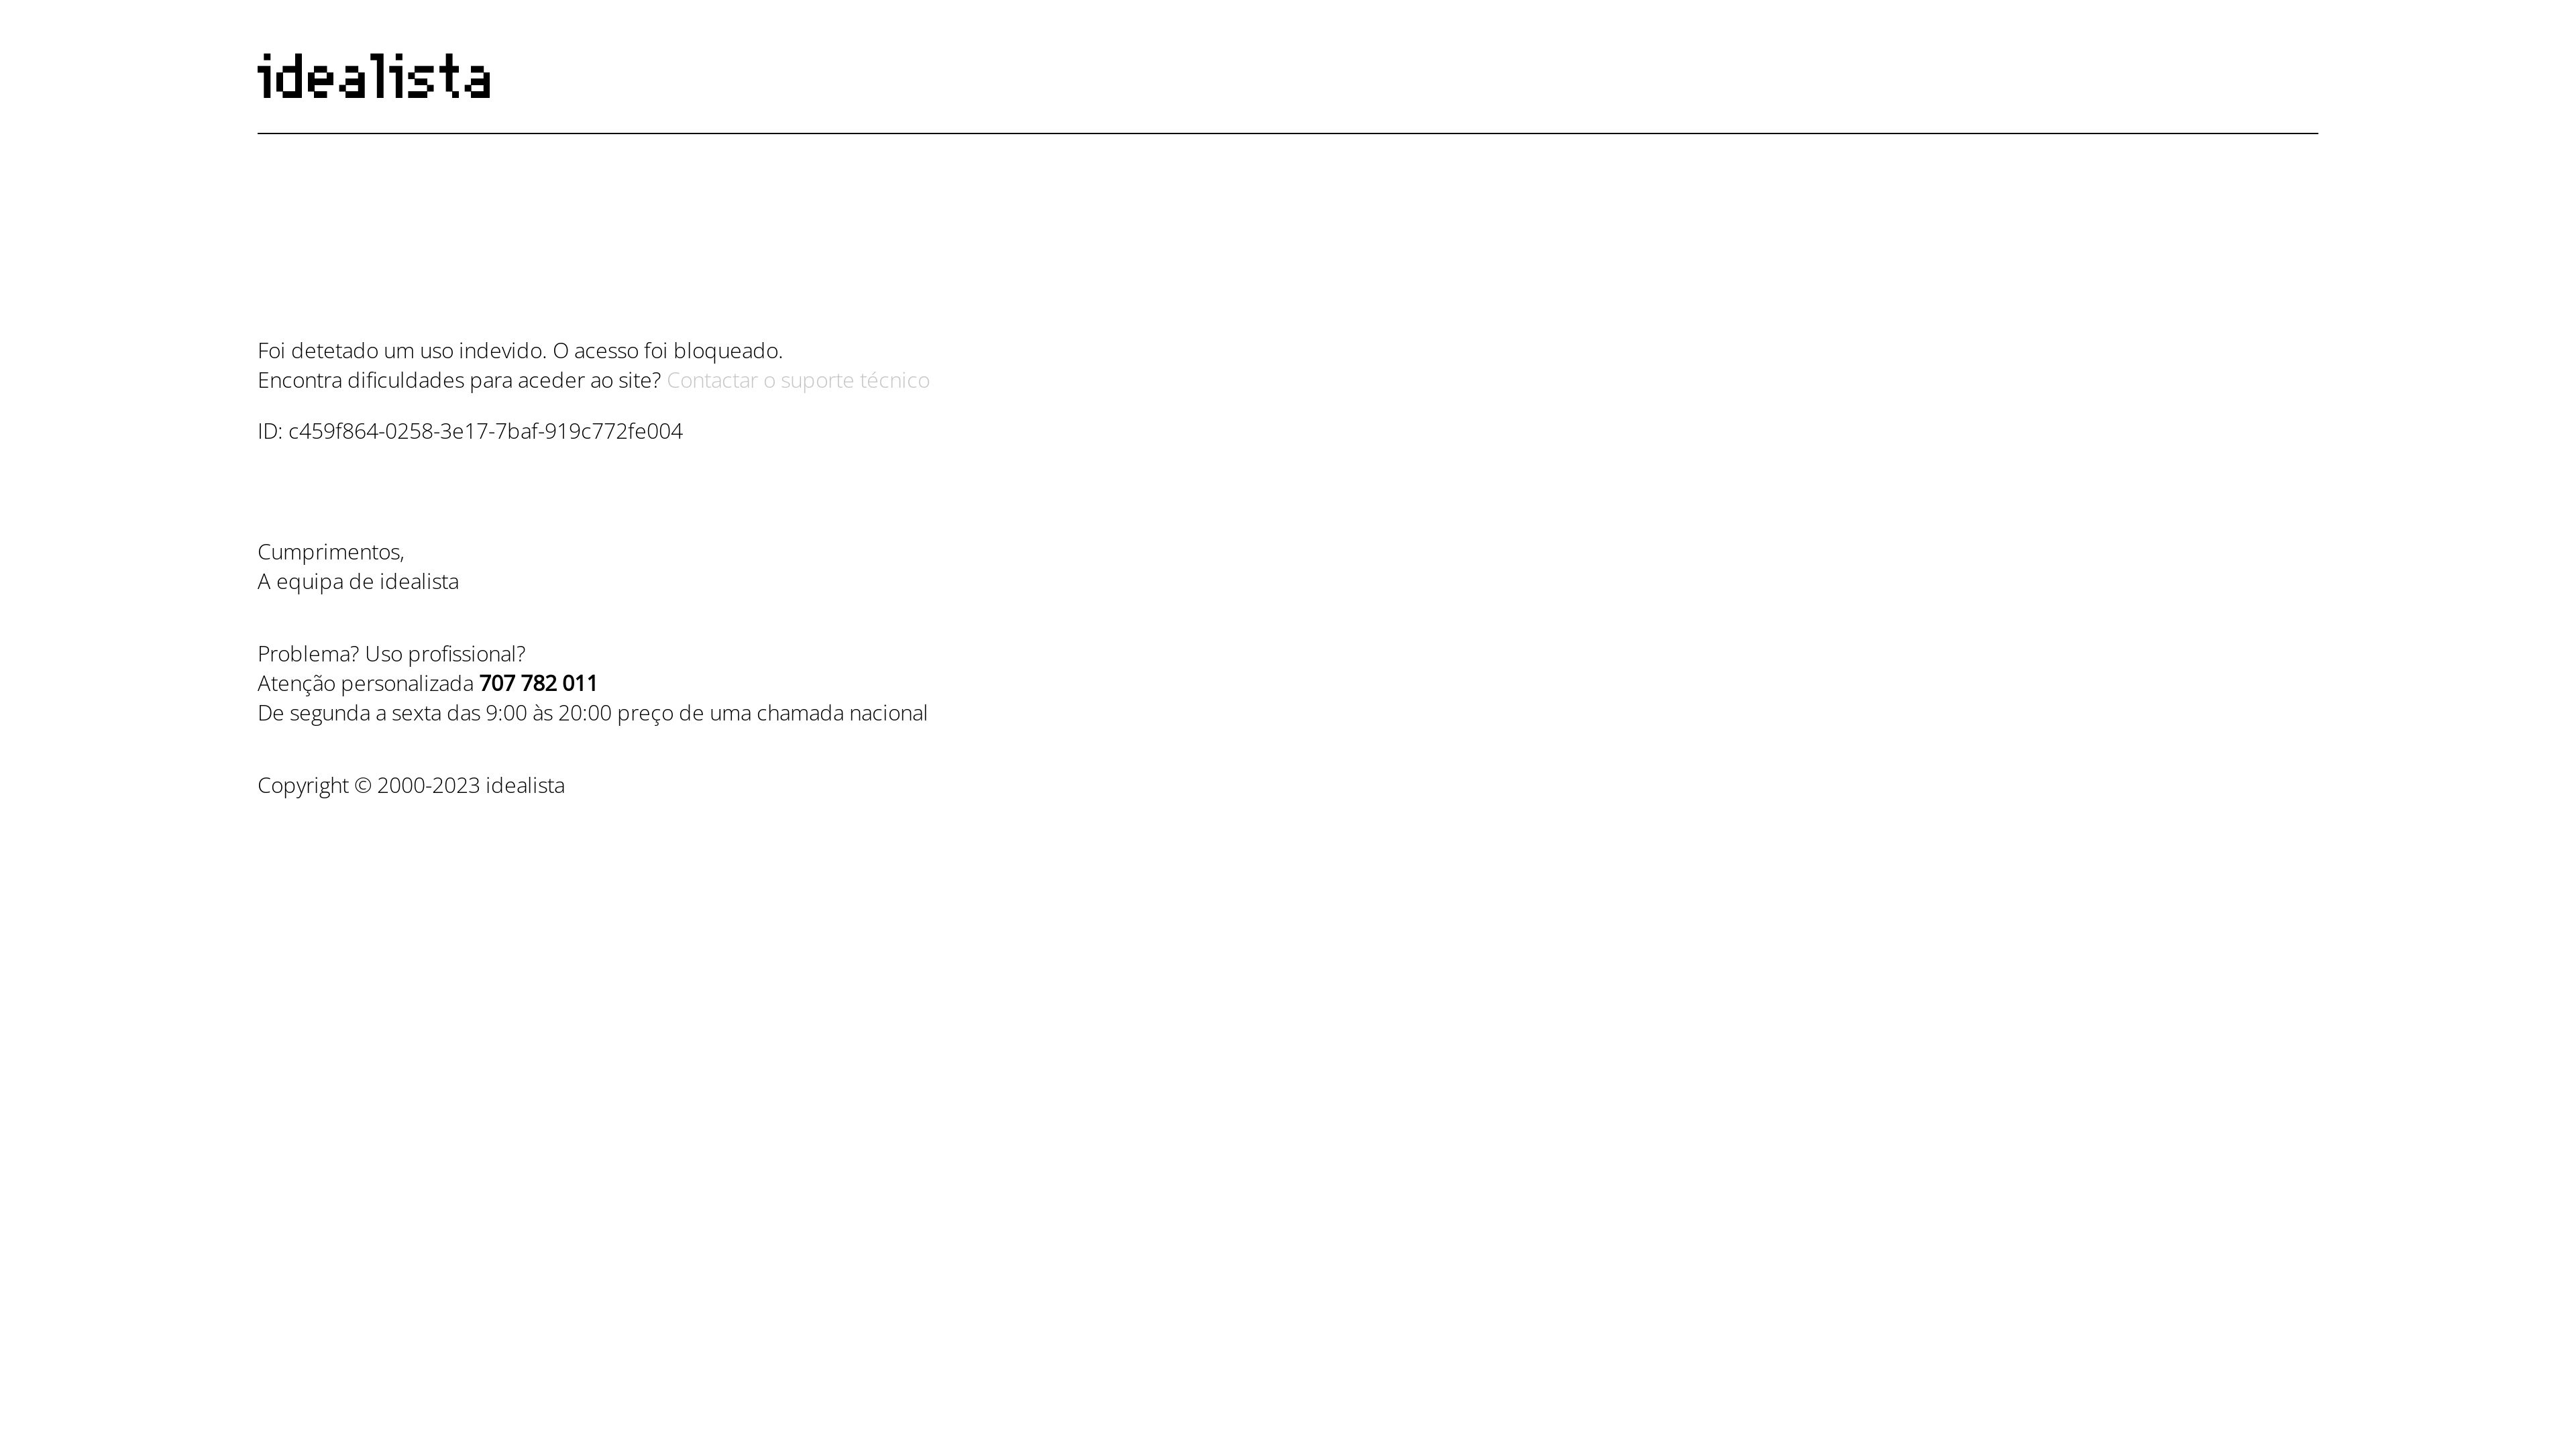 idealista
Foi detetado um uso indevido. O acesso foi bloqueado.
Encontra dificuldades para aceder ao site? Contactar o suporte técnico
ID: c459f864-0258-3e17-7baf-919c772fe004
Cumprimentos,
A equipa de idealista
Problema? Uso profissional?
Atenção personalizada 707 782 011
De segunda a sexta das 9:00 às 20:00 preço de uma chamada nacional
Copyright © 2000-2023 idealista